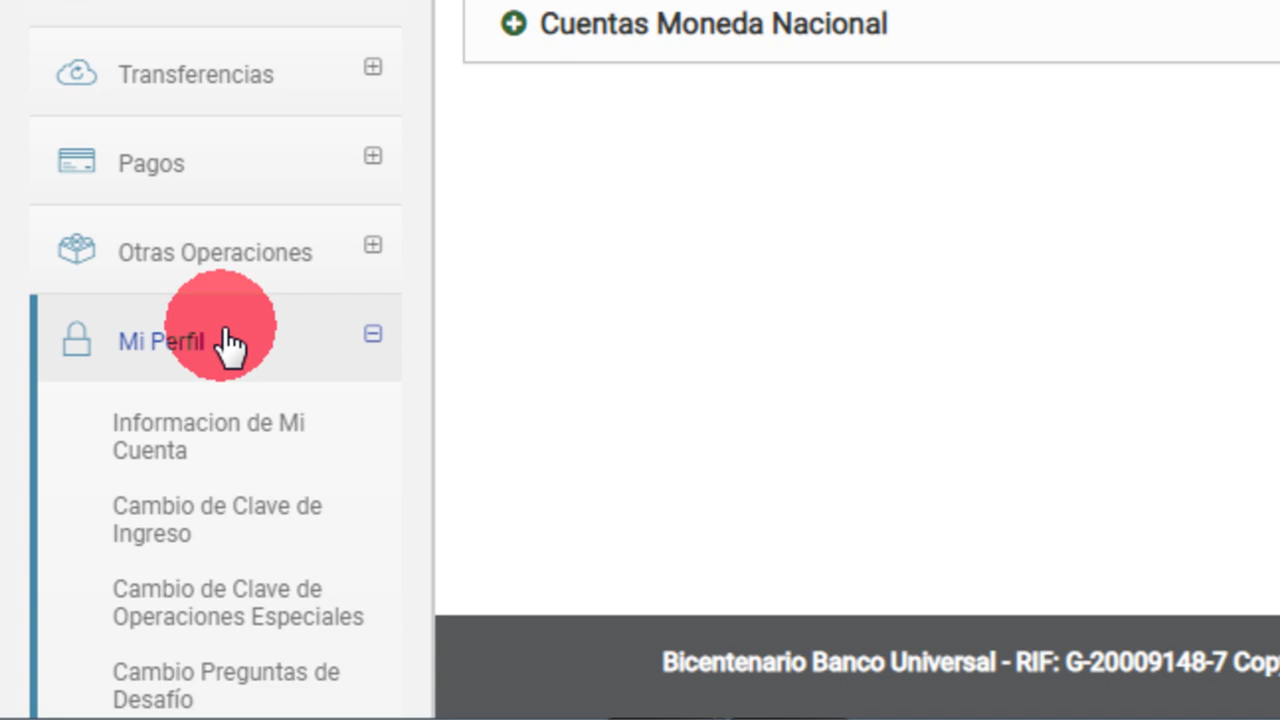 Cuentas Moneda Nacional
Transferencias
Pagos
Otras Operaciones
Mi Perfil
Informacion de Mi
Cuenta
Cambio de Clave de
Ingreso
Cambio de Clave de
Operaciones Especiales
Cambio Preguntas de
Desafío
Bicentenario Banco Universal - RIF: G-20009148-7 Cop